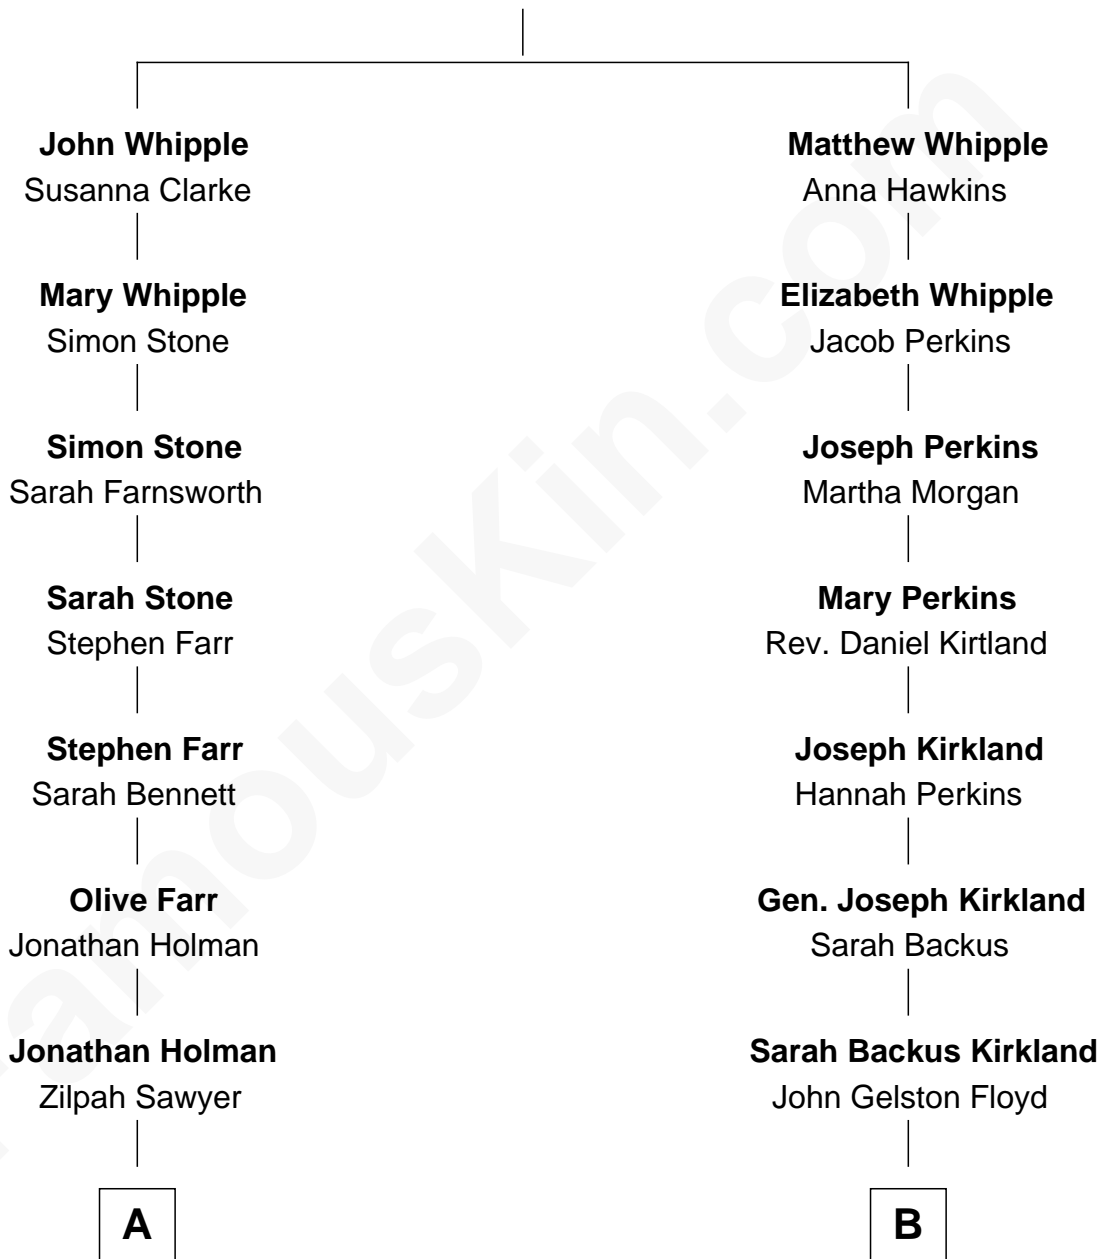 John Whipple
Susanna Clarke
Mary Whipple
Simon Stone
Simon Stone
Sarah Farnsworth
Sarah Stone
Stephen Farr
Stephen Farr
Sarah Bennett
Olive Farr
Jonathan Holman
Jonathan Holman
Zilpah Sawyer
A
Matthew Whipple
Anna Hawkins
Elizabeth Whipple
Jacob Perkins
Joseph Perkins
Martha Morgan
Mary Perkins
Rev. Daniel Kirtland
Joseph Kirkland
Hannah Perkins
Gen. Joseph Kirkland
Sarah Backus
Sarah Backus Kirkland
John Gelston Floyd
B
FamousKin.com